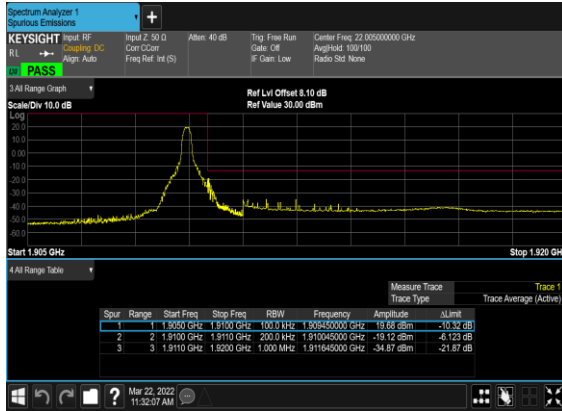 Spectrum Analyzer 1
Spurious Emissions
KEYSIGHT Input: RF
RL
Coupling: DC
Align: Auto
Input Z: 50 Ω
Corr CCorr
Freq Ref: Int (S)
Atten: 40 dB
Trig: Free Run
Gate: Off
IF Gain: Low
Center Freq: 22.005000000 GHz
Avg|Hold: 100/100
Radio Std: None
PASS
3 All Range Graph
Scale/Div 10.0 dB
Ref Lvl Offset 8.10 dB
Ref Value 30.00 dBm
Log
20.0
10.0
0.00
-10.0
-20.0
-30.0
-40.0
-50.0
-60.0
Start 1.905 GHz
Stop 1.920 GH
4 All Range Table
Measure Trace Trace 1
Trace Type Trace Average (Active)
Spur Range Start Freq Stop Freq RBW Frequency Amplitude ΔLimit
1 1 1.9050 GHz 1.9100 GHz 100.0 kHz 1.909450000 GHz 19.68 dBm -10.32 dB
2 2 1.9100 GHz 1.9110 GHz 200.0 kHz 1.910045000 GHz -19.12 dBm -6.123 dB
3 3 1.9110 GHz 1.9200 GHz 1.000 MHz 1.911645000 GHz -34.87 dBm -21.87 dB
Mar 22, 2022
11:32:07 AM